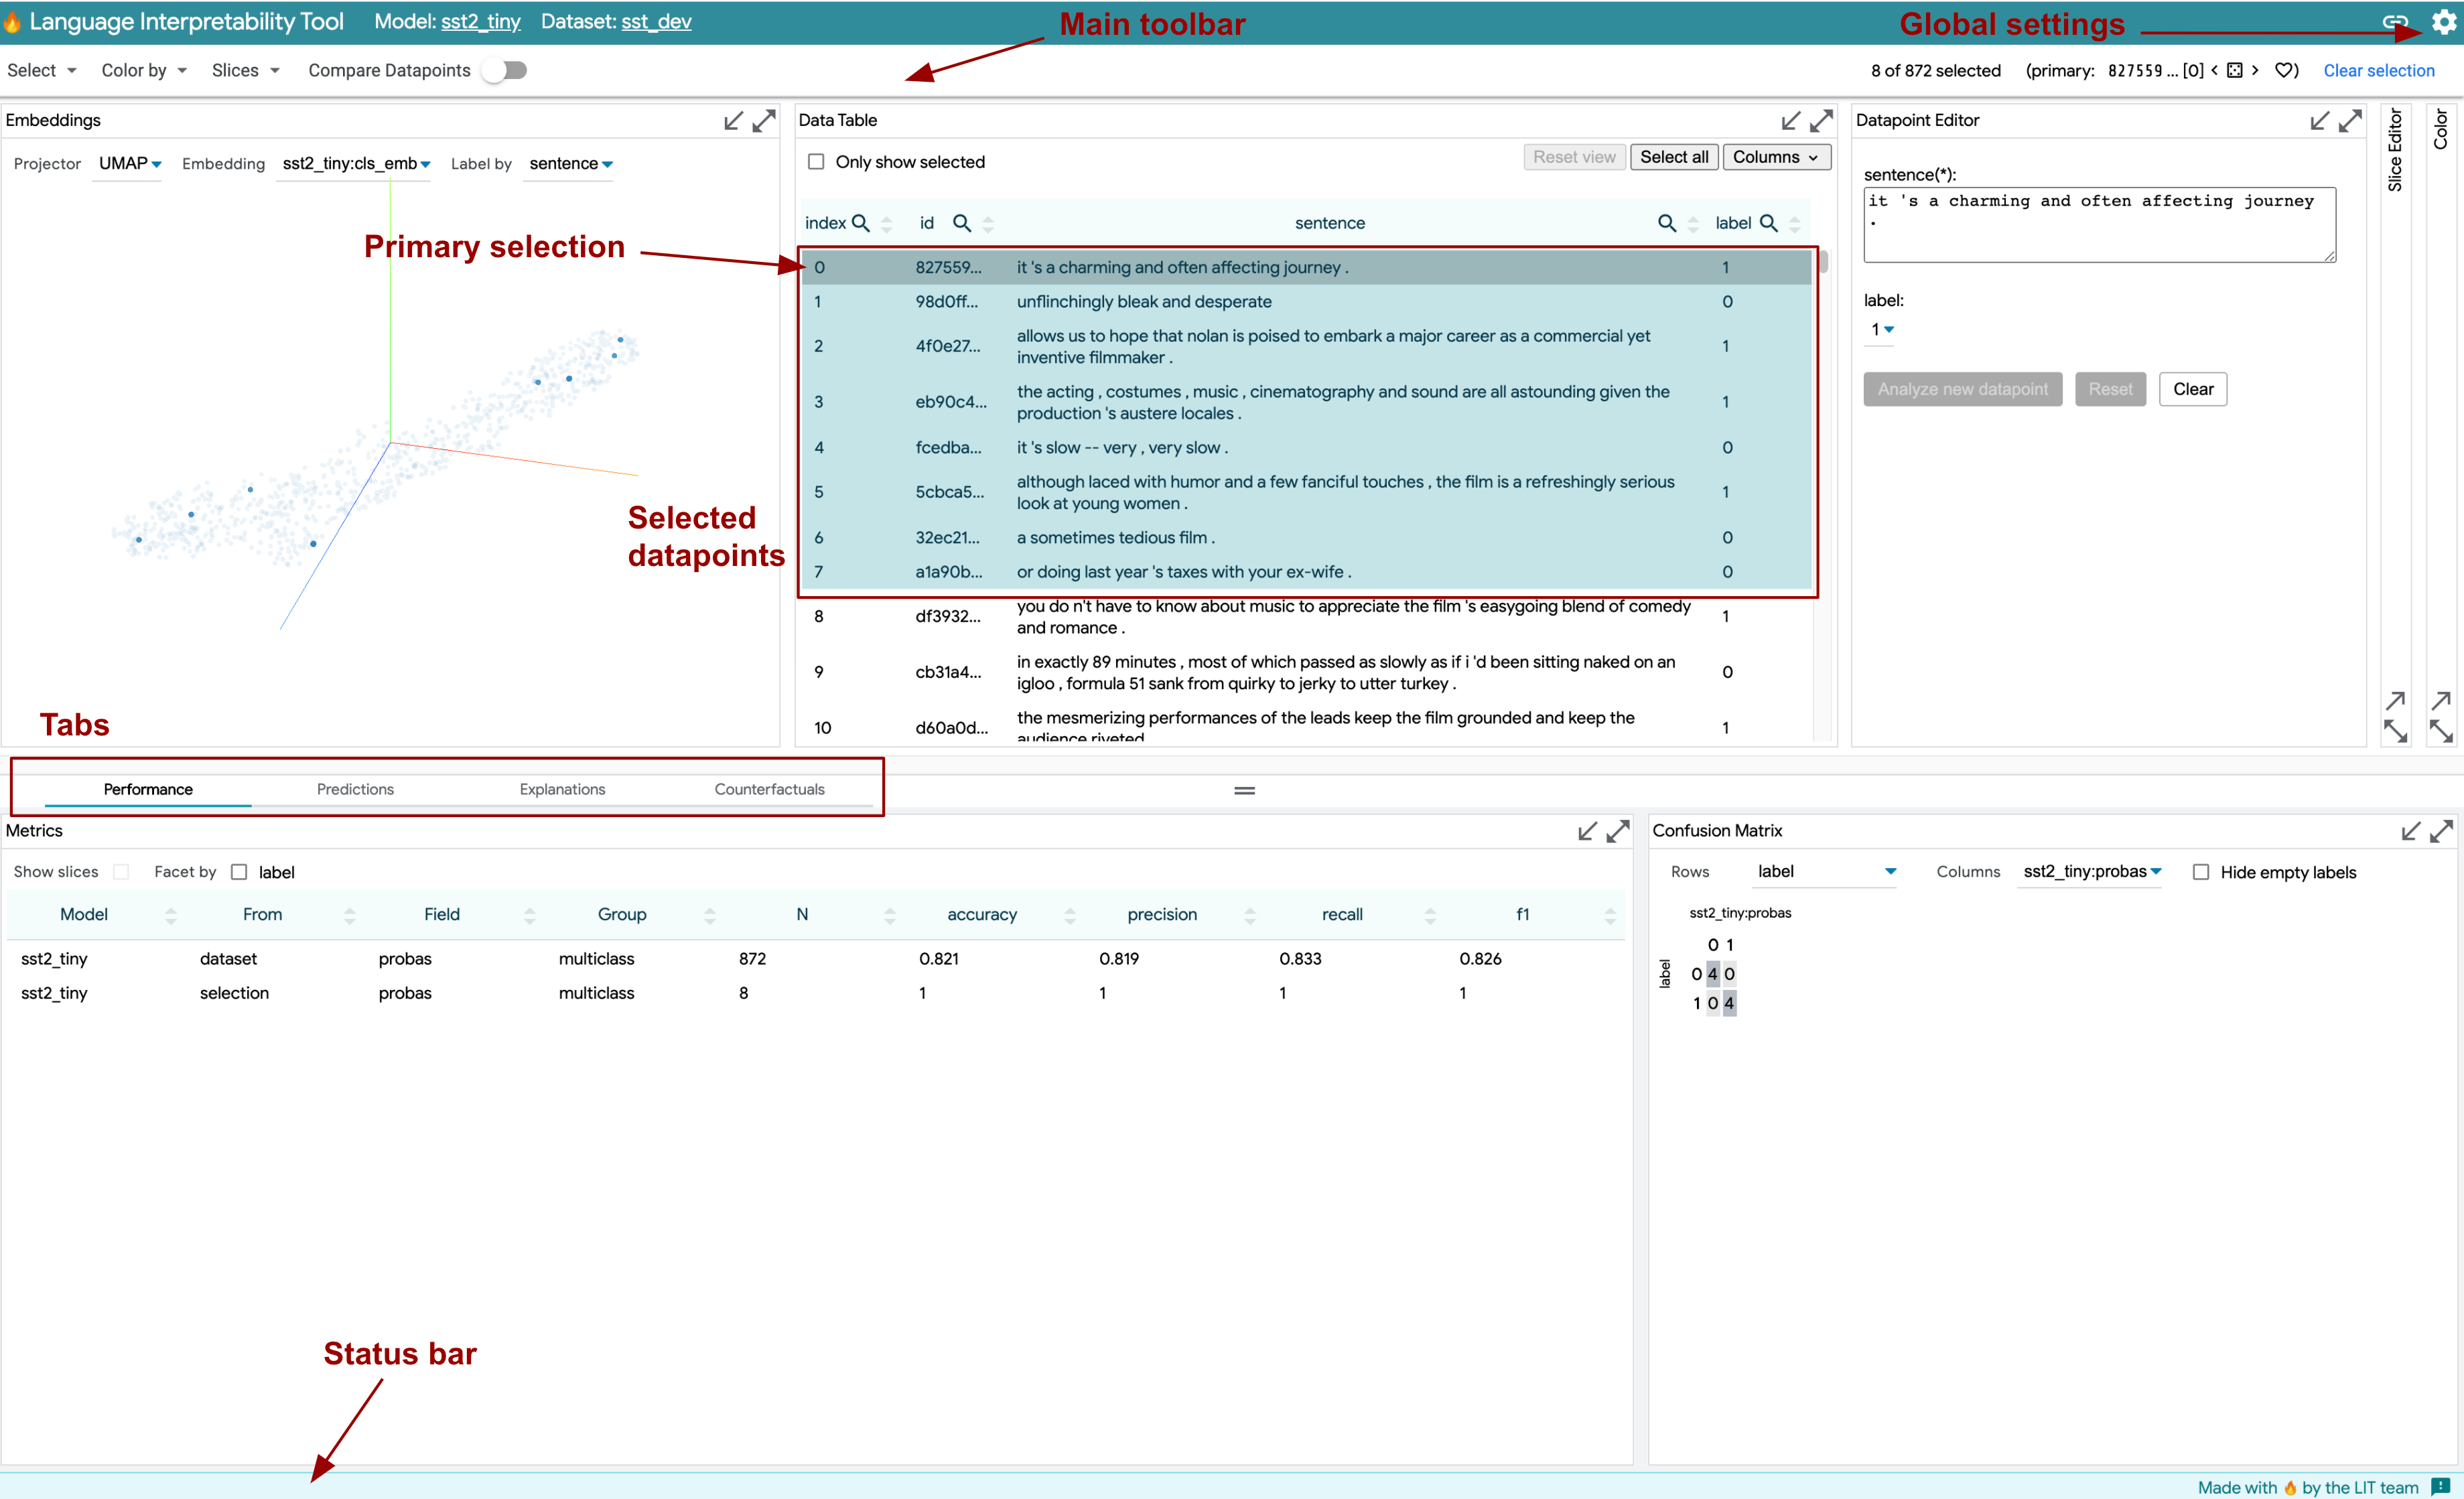 Language Interpretability Tool Model: sst2_tiny Dataset: sst_dev
Main toolbar
Global settings
Select Color by Slices Compare Datapoints
8 of 872 selected (primary: 827559 ... [0] < > ) Clear selection
Embeddings
Projector UMAP Embedding sst2_tiny:cls_emb Label by sentence
Primary selection
Selected
datapoints
Data Table
Only show selected Reset view Select all Columns
index id sentence label
0 827559... it 's a charming and often affecting journey . 1
1 98d0ff... unflinchingly bleak and desperate 0
2 4f0e27... allows us to hope that nolan is poised to embark a major career as a commercial yet 1
inventive filmmaker .
3 eb90c4... the acting , costumes , music , cinematography and sound are all astounding given the 1
production 's austere locales .
4 fcedba... it 's slow -- very , very slow . 0
5 5cbca5... although laced with humor and a few fanciful touches , the film is a refreshingly serious 1
look at young women .
6 32ec21... a sometimes tedious film . 0
7 a1a90b... or doing last year 's taxes with your ex-wife . 0
8 df3932... you do n't have to know about music to appreciate the film 's easygoing blend of comedy 1
and romance .
9 cb31a4... in exactly 89 minutes , most of which passed as slowly as if i 'd been sitting naked on an 0
igloo , formula 51 sank from quirky to jerky to utter turkey .
10 d60a0d... the mesmerizing performances of the leads keep the film grounded and keep the 1
audience riveted
Datapoint Editor
sentence(*):
it 's a charming and often affecting journey
.
label:
1
Analyze new datapoint Reset Clear
Slice Editor
Color
Tabs
Performance Predictions Explanations Counterfactuals
Metrics
Show slices Facet by label
Model From Field Group N accuracy precision recall f1
sst2_tiny dataset probas multiclass 872 0.821 0.819 0.833 0.826
sst2_tiny selection probas multiclass 8 1 1 1 1
Confusion Matrix
Rows label Columns sst2_tiny:probas Hide empty labels
sst2_tiny:probas
0 1
label
0 4 0
1 0 4
Status bar
Made with by the LIT team